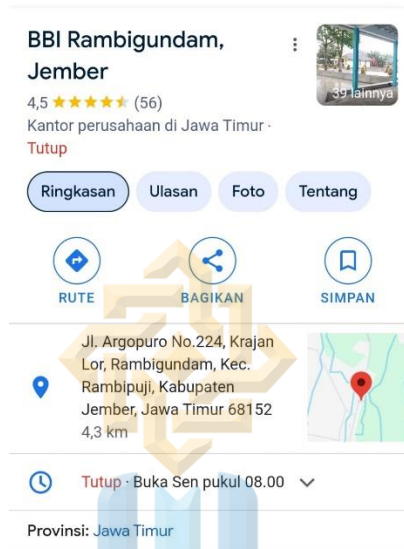 BBI Rambigundam,
Jember
39 lainnya
4,5 ★★★★★ (56)
Kantor perusahaan di Jawa Timur ·
Tutup
Ringkasan Ulasan Foto Tentang
RUTE BAGIKAN SIMPAN
Jl. Argopuro No.224, Krajan
Lor, Rambigundam, Kec.
Rambipuji, Kabupaten
Jember, Jawa Timur 68152
4,3 km
Tutup · Buka Sen pukul 08.00
Provinsi: Jawa Timur